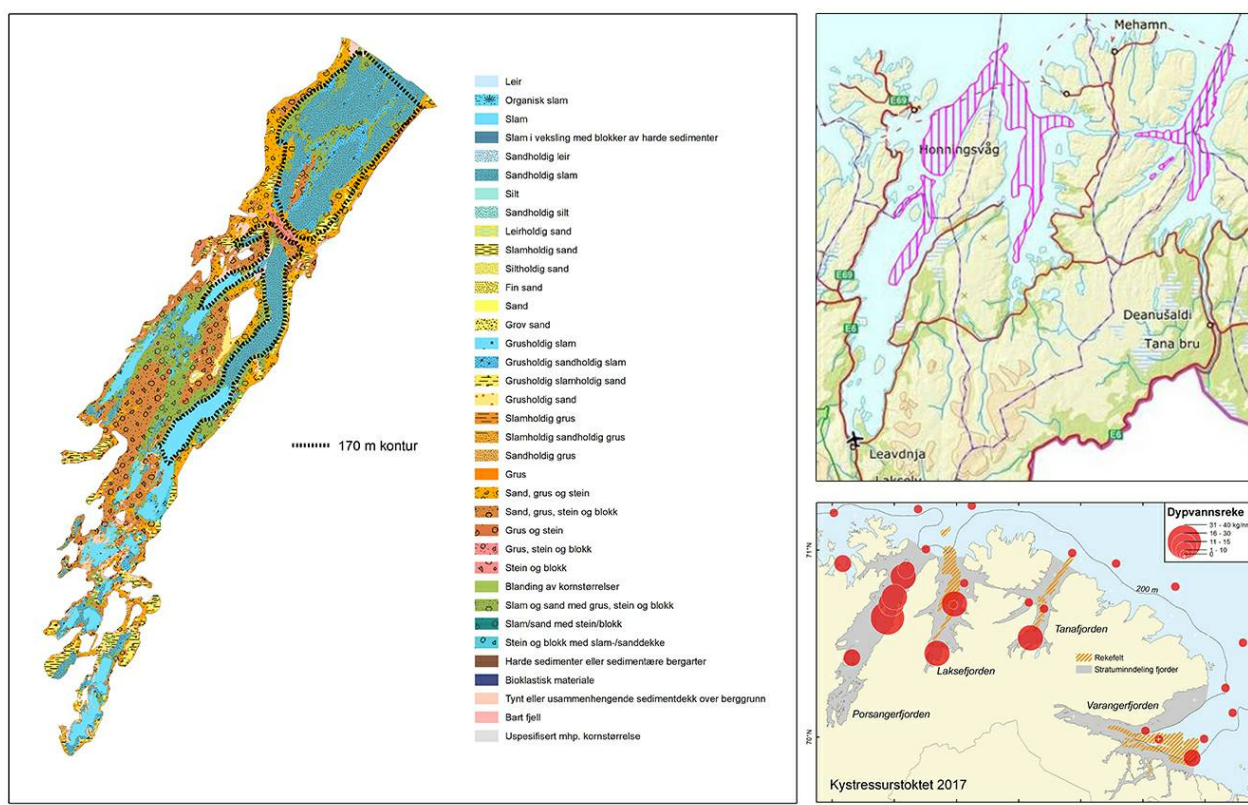 Leir
Organisk slam
Slam
Slam i veksling med blokker av harde sedimenter
Sandholdig leir
Sandholdig slam
Silt
Sandholdig silt
Leirholdig sand
Slamholdig sand
Siltholdig sand
Fin sand
Sand
Grov sand
Grusholdig slam
Grusholdig sandholdig slam
Grusholdig slamholdig sand
Grusholdig sand
Slamholdig grus
Slamholdig sandholdig grus
Sandholdig grus
Grus
Sand, grus og stein
Sand, grus, stein og blokk
Grus og stein
Grus, stein og blokk
Stein og blokk
Blanding av kornstørrelser
Slam og sand med grus, stein og blokk
Slam/sand med stein/blokk
Stein og blokk med slam-/sanddekke
Harde sedimenter eller sedimentære bergarter
Bioklastisk materiale
Tynt eller usammenhengende sedimentdekk over berggrunn
Bart fjell
Uspesifisert mhp. kornstørrelse
170 m kontur
Mehamn
E69
Honningsvåg
E69
E6
Deanušaldi
Tana bru
Leavdnja
Lakselv
E6
Dypvannsreke
31 - 40 kg/nm
16 - 30
11 - 15
1 - 10
0
71°N
200 m
Tanafjorden
Rekefelt
Stratuminndeling fjorder
Laksefjorden
Varangerfjorden
Porsangerfjorden
70°N
Kystressurstoktet 2017